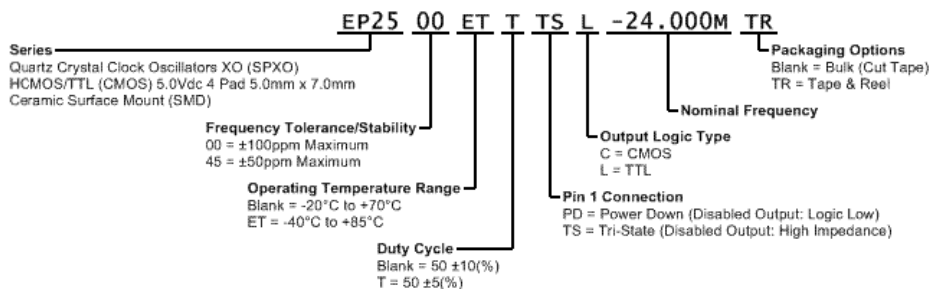 EP25 00 ET T TS L -24.000M TR
Series
Quartz Crystal Clock Oscillators XO (SPXO)
HCMOS/TTL (CMOS) 5.0Vdc 4 Pad 5.0mm x 7.0mm
Ceramic Surface Mount (SMD)
Packaging Options
Blank = Bulk (Cut Tape)
TR = Tape & Reel
Nominal Frequency
Frequency Tolerance/Stability
00 = ±100ppm Maximum
45 = ±50ppm Maximum
Output Logic Type
C = CMOS
L = TTL
Operating Temperature Range
Blank = -20°C to +70°C
ET = -40°C to +85°C
Pin 1 Connection
PD = Power Down (Disabled Output: Logic Low)
TS = Tri-State (Disabled Output: High Impedance)
Duty Cycle
Blank = 50 ±10(%)
T = 50 ±5(%)